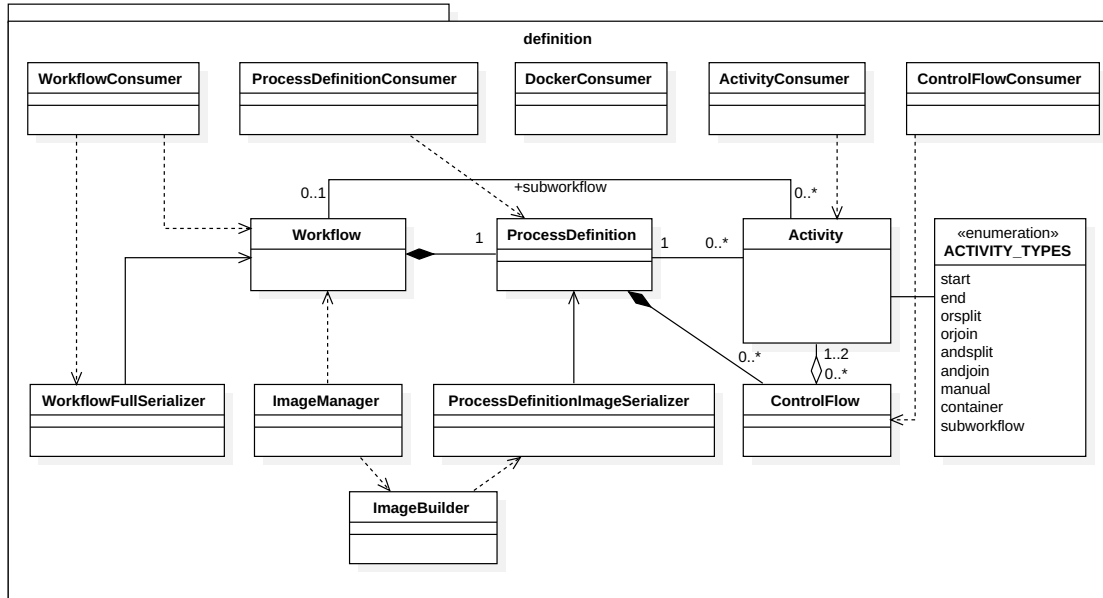 definition
WorkflowConsumer
ProcessDefinitionConsumer
DockerConsumer
ActivityConsumer
ControlFlowConsumer
+subworkflow
0..1
0..*
Workflow
1
ProcessDefinition
1
0..*
Activity
«enumeration»
ACTIVITY_TYPES
start
end
orsplit
orjoin
andsplit
andjoin
manual
container
subworkflow
0..*
1..2
0..*
WorkflowFullSerializer
ImageManager
ProcessDefinitionImageSerializer
ControlFlow
ImageBuilder